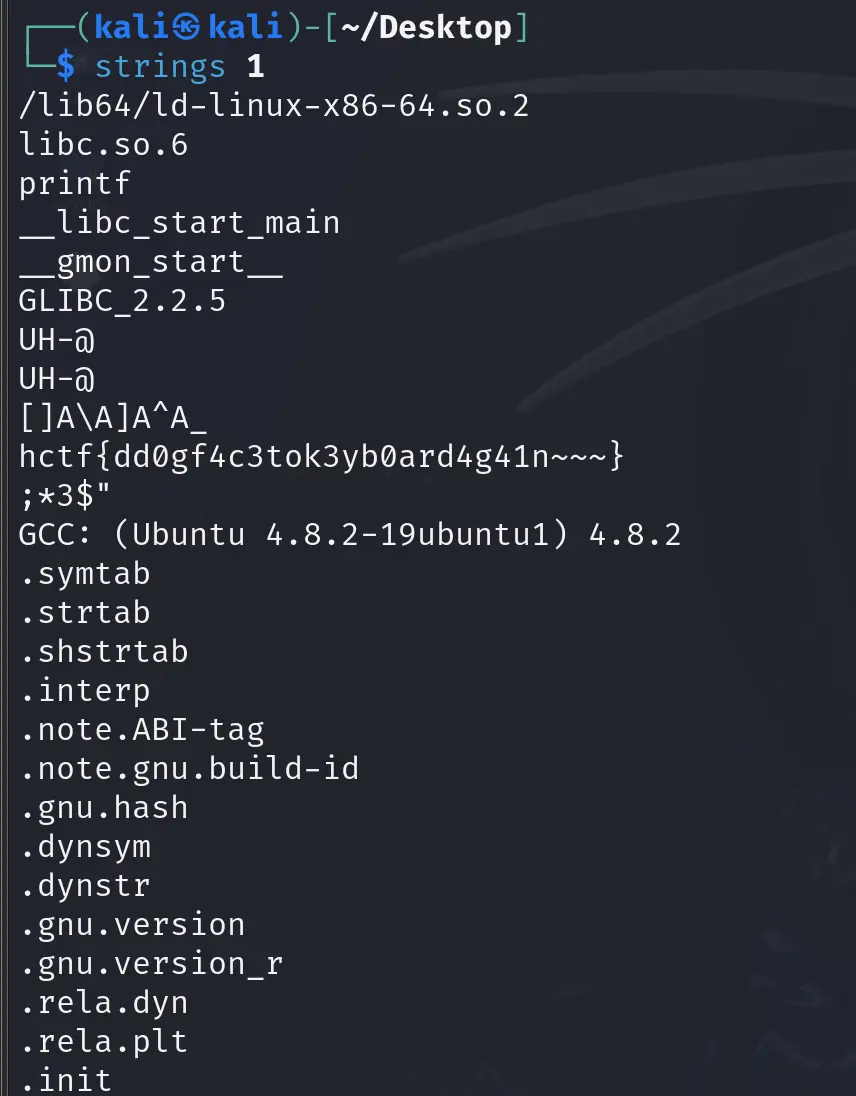 ┌──(kali㉿kali)-[~/Desktop]
└─$ strings 1
/lib64/ld-linux-x86-64.so.2
libc.so.6
printf
__libc_start_main
__gmon_start__
GLIBC_2.2.5
UH-@
UH-@
[]A\A]A^A_
hctf{dd0gf4c3tok3yb0ard4g41n~~~}
;*3$"
GCC: (Ubuntu 4.8.2-19ubuntu1) 4.8.2
.symtab
.strtab
.shstrtab
.interp
.note.ABI-tag
.note.gnu.build-id
.gnu.hash
.dynsym
.dynstr
.gnu.version
.gnu.version_r
.rela.dyn
.rela.plt
.init